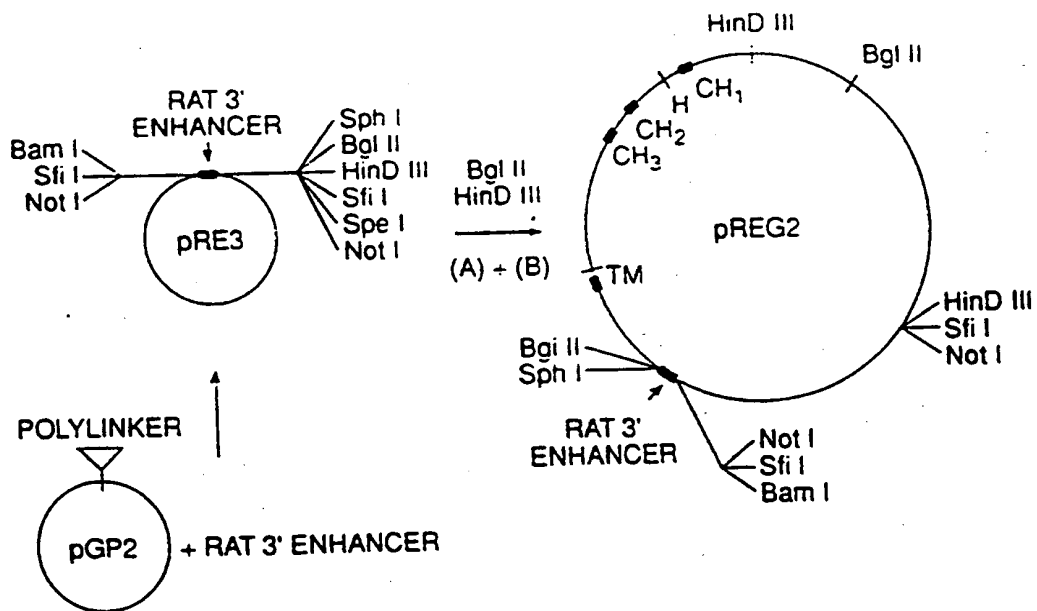 RAT 3'
ENHANCER
Bam I
Sfi I
Not I
Sph I
Bgl II
HinD III
Sfi I
Spe I
Not I
pRE3
Bgl II
HinD III
(A) + (B)
HinD III
Bgl II
CH1
H
CH2
CH3
pREG2
TM
HinD III
Sfi I
Not I
Bgl II
Sph I
RAT 3'
ENHANCER
Not I
Sfi I
Bam I
POLYLINKER
pGP2
+ RAT 3' ENHANCER